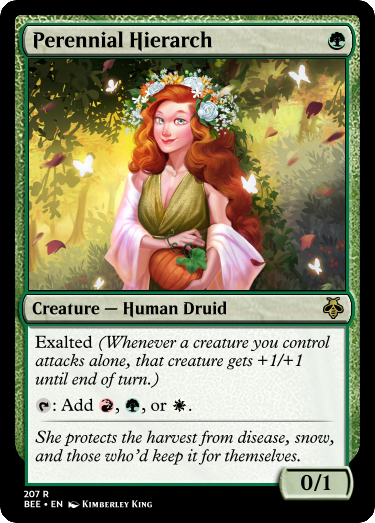 Perennial Hierarch
Creature — Human Druid
Exalted (Whenever a creature you control
attacks alone, that creature gets +1/+1
until end of turn.)
: Add , , or .
She protects the harvest from disease, snow,
and those who'd keep it for themselves.
0/1
207 R
BEE • EN Kimberley King